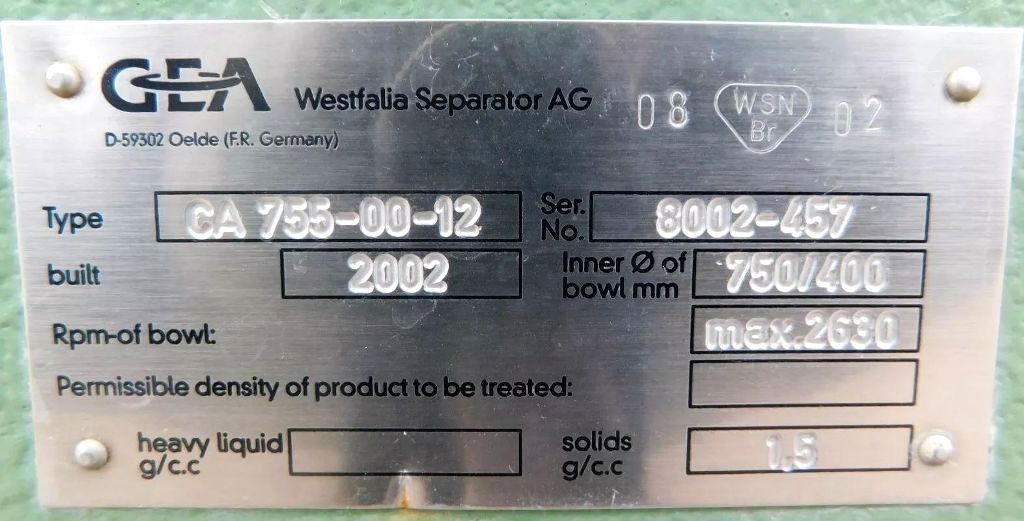 GEA Westfalia Separator AG 08 WSN Br 02
D-59302 Oelde (F.R. Germany)
Type CA 755-00-12 Ser. No. 8002-457
built 2002 Inner Ø of bowl mm 750/400
Rpm-of bowl: max.2630
Permissible density of product to be treated:
heavy liquid g/c.c solids g/c.c 1,5